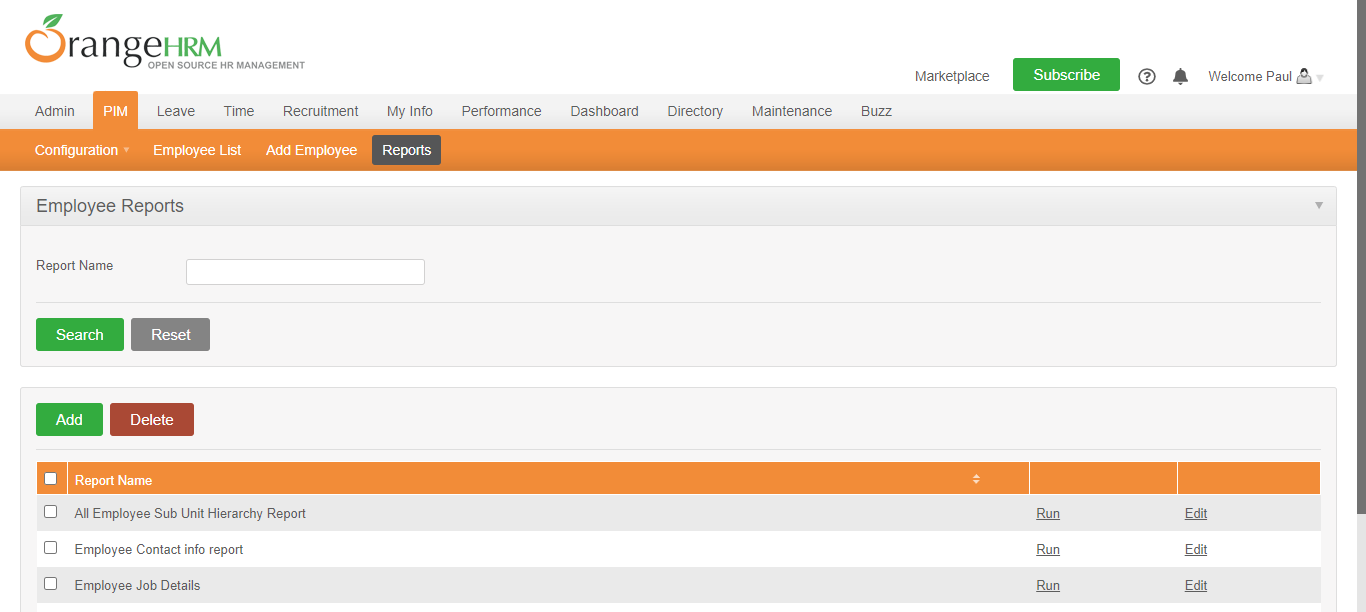 OrangeHRM
OPEN SOURCE HR MANAGEMENT
Marketplace Subscribe ? Welcome Paul
Admin PIM Leave Time Recruitment My Info Performance Dashboard Directory Maintenance Buzz
Configuration Employee List Add Employee Reports
Employee Reports
Report Name
Search Reset
Add Delete
Report Name
All Employee Sub Unit Hierarchy Report Run Edit
Employee Contact info report Run Edit
Employee Job Details Run Edit